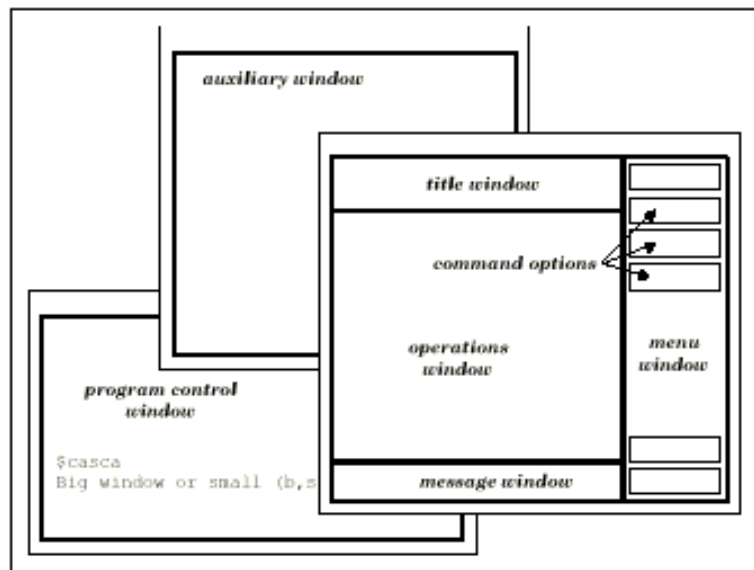 auxiliary window
title window
command options
operations
window
menu
window
program control
window
$casca
Big window or small (b,s
message window